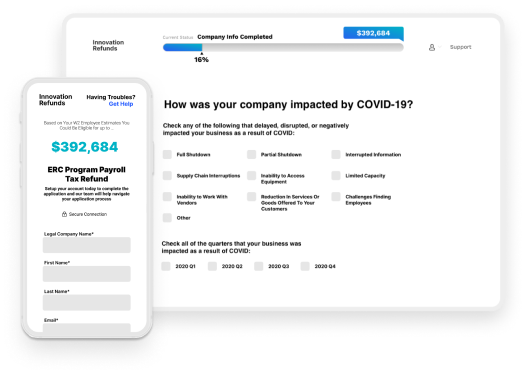 Innovation
Refunds
Current Status: Company Info Completed
$392,684
16%
Support
How was your company impacted by COVID-19?
Check any of the following that delayed, disrupted, or negatively
impacted your business as a result of COVID:
Full Shutdown
Partial Shutdown
Interrupted Information
Supply Chain Interruptions
Inability to Access
Equipment
Limited Capacity
Inability to Work With
Vendors
Reduction In Services Or
Goods Offered To Your
Customers
Challenges Finding
Employees
Other
Check all of the quarters that your business was
impacted as a result of COVID:
2020 Q1
2020 Q2
2020 Q3
2020 Q4
Innovation
Refunds
Having Troubles?
Get Help
Based on Your W2 Employee Estimates You
Could Be Eligible for up to...
$392,684
ERC Program Payroll
Tax Refund
Setup your account today to complete the
application and our team will help navigate
your application process
Secure Connection
Legal Company Name*
First Name*
Last Name*
Email*